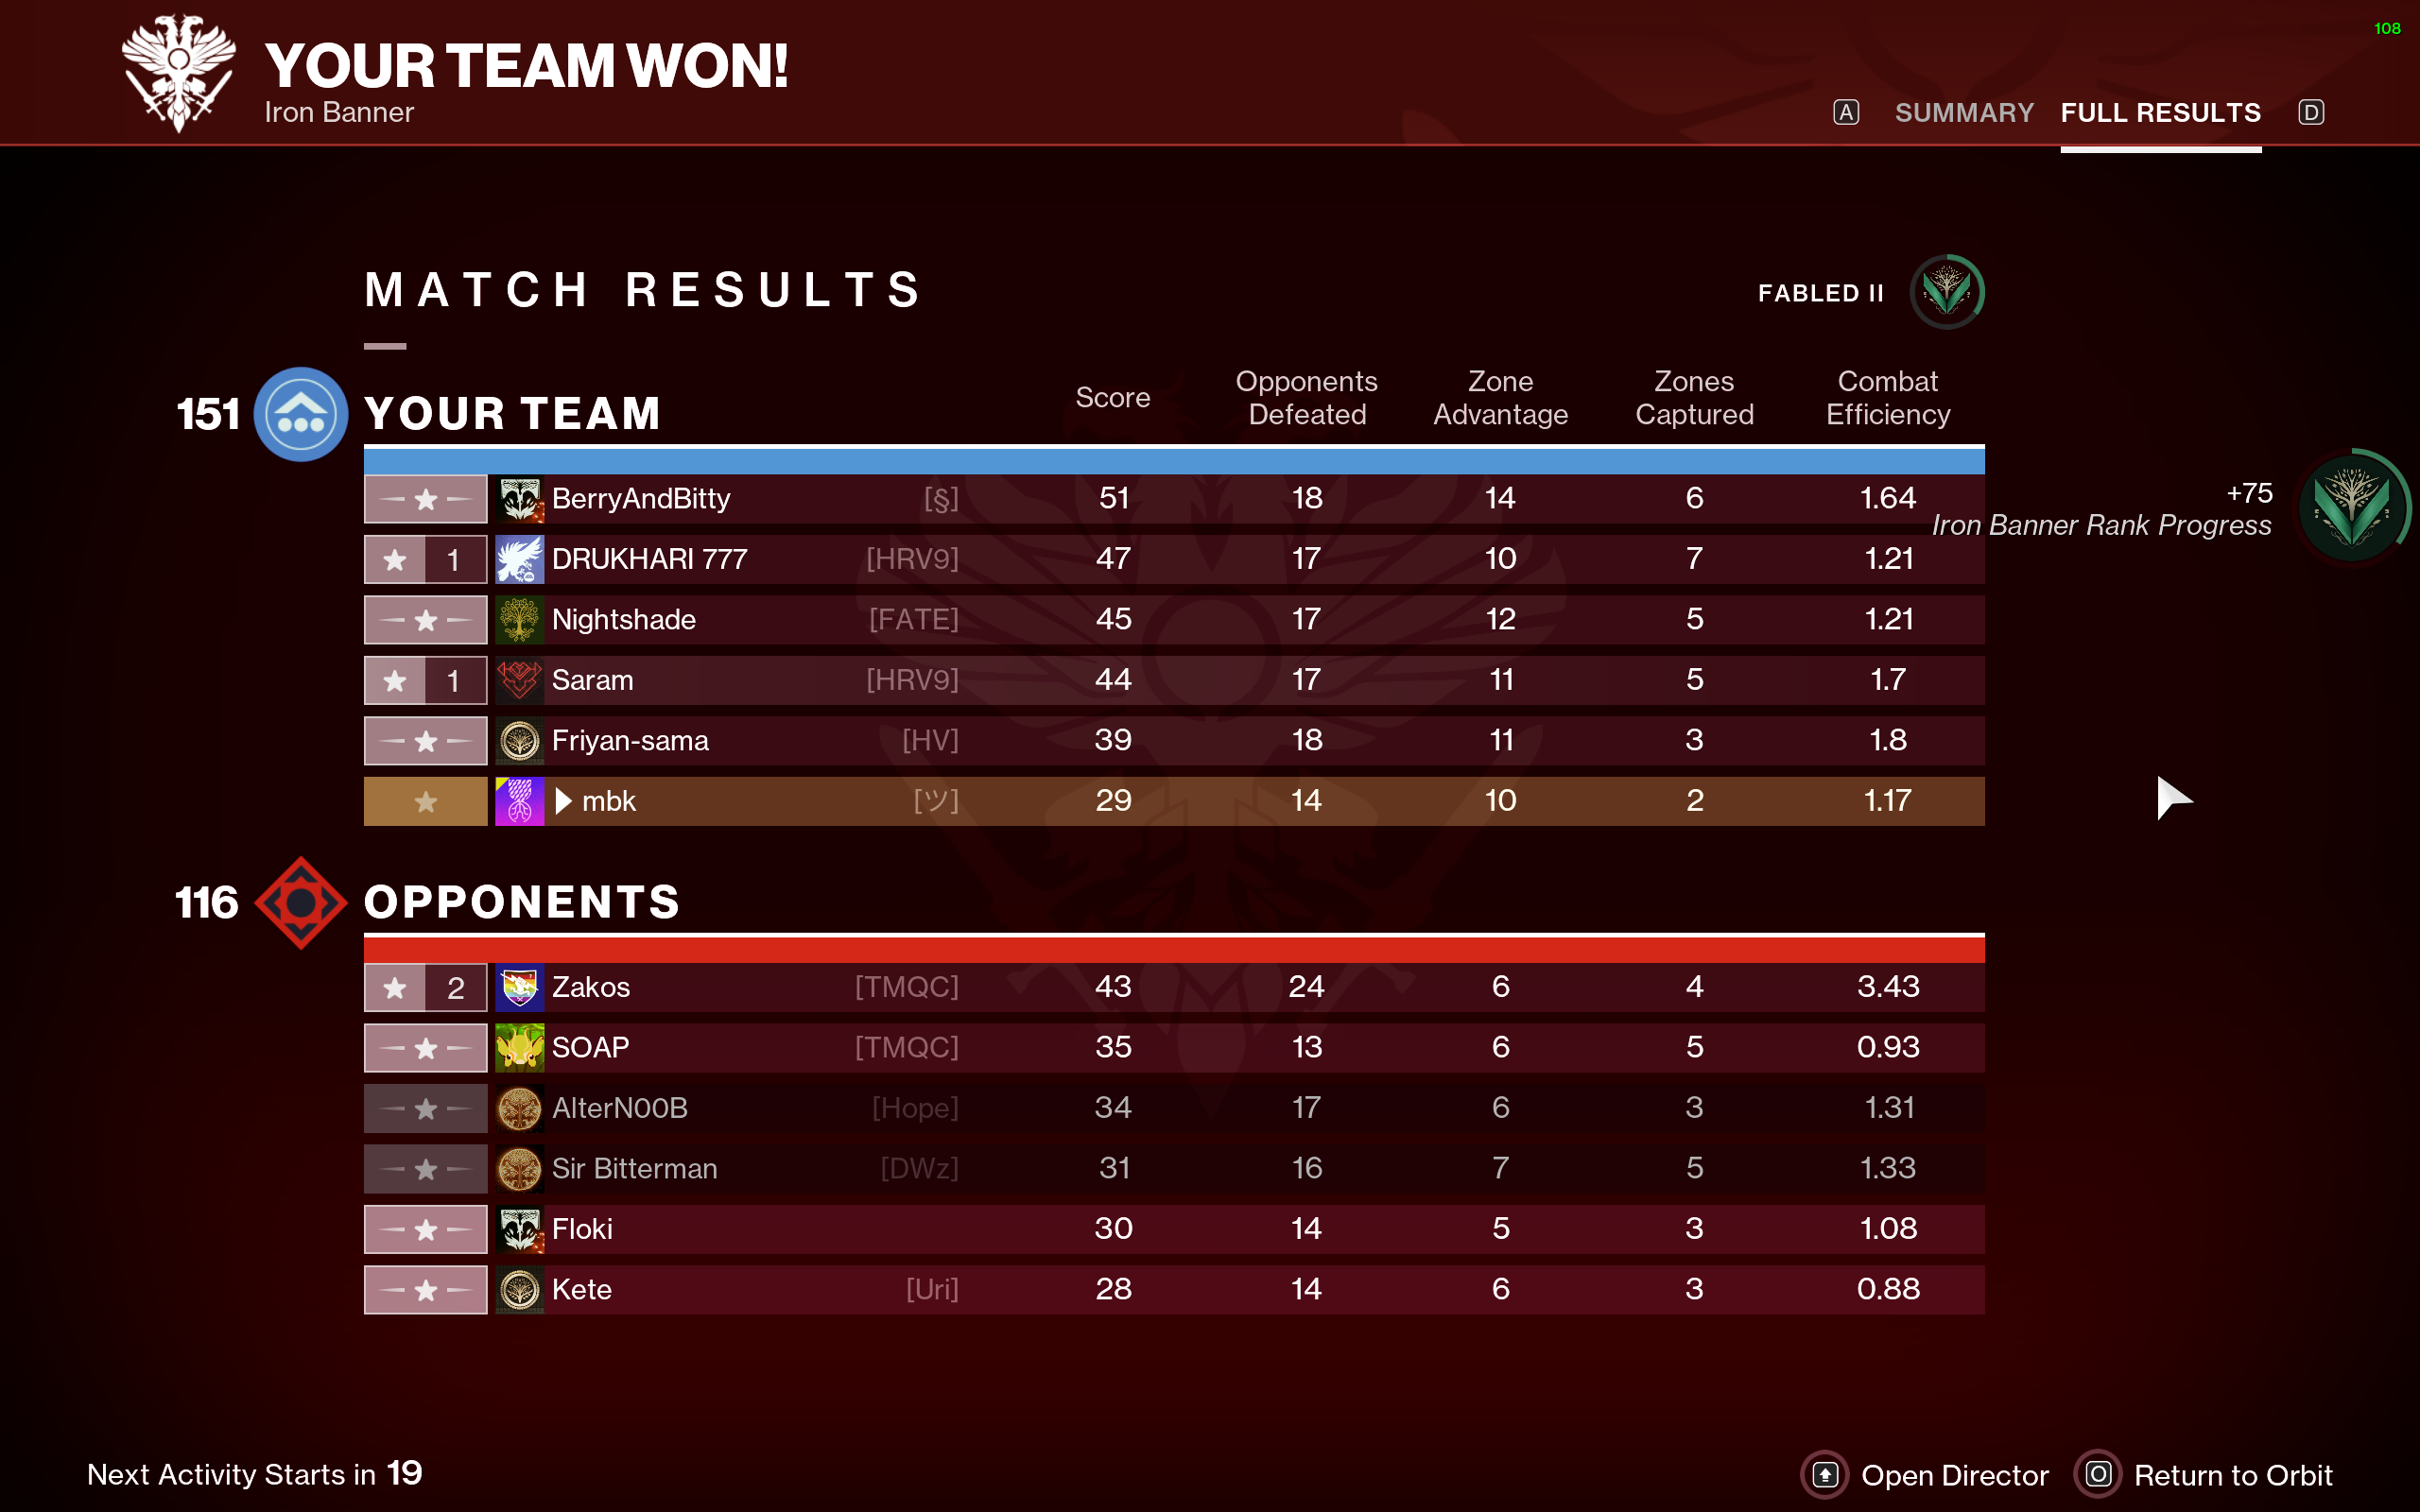 108
YOUR TEAM WON!
Iron Banner
A SUMMARY FULL RESULTS D
MATCH RESULTS
FABLED II
151 YOUR TEAM
Score Opponents Defeated Zone Advantage Zones Captured Combat Efficiency
BerryAndBitty [§] 51 18 14 6 1.64
+75
Iron Banner Rank Progress
1 DRUKHARI 777 [HRV9] 47 17 10 7 1.21
Nightshade [FATE] 45 17 12 5 1.21
1 Saram [HRV9] 44 17 11 5 1.7
Friyan-sama [HV] 39 18 11 3 1.8
mbk [ツ] 29 14 10 2 1.17
116 OPPONENTS
2 Zakos [TMQC] 43 24 6 4 3.43
SOAP [TMQC] 35 13 6 5 0.93
AlterN00B [Hope] 34 17 6 3 1.31
Sir Bitterman [DWz] 31 16 7 5 1.33
Floki 30 14 5 3 1.08
Kete [Uri] 28 14 6 3 0.88
Next Activity Starts in 19
Open Director O Return to Orbit